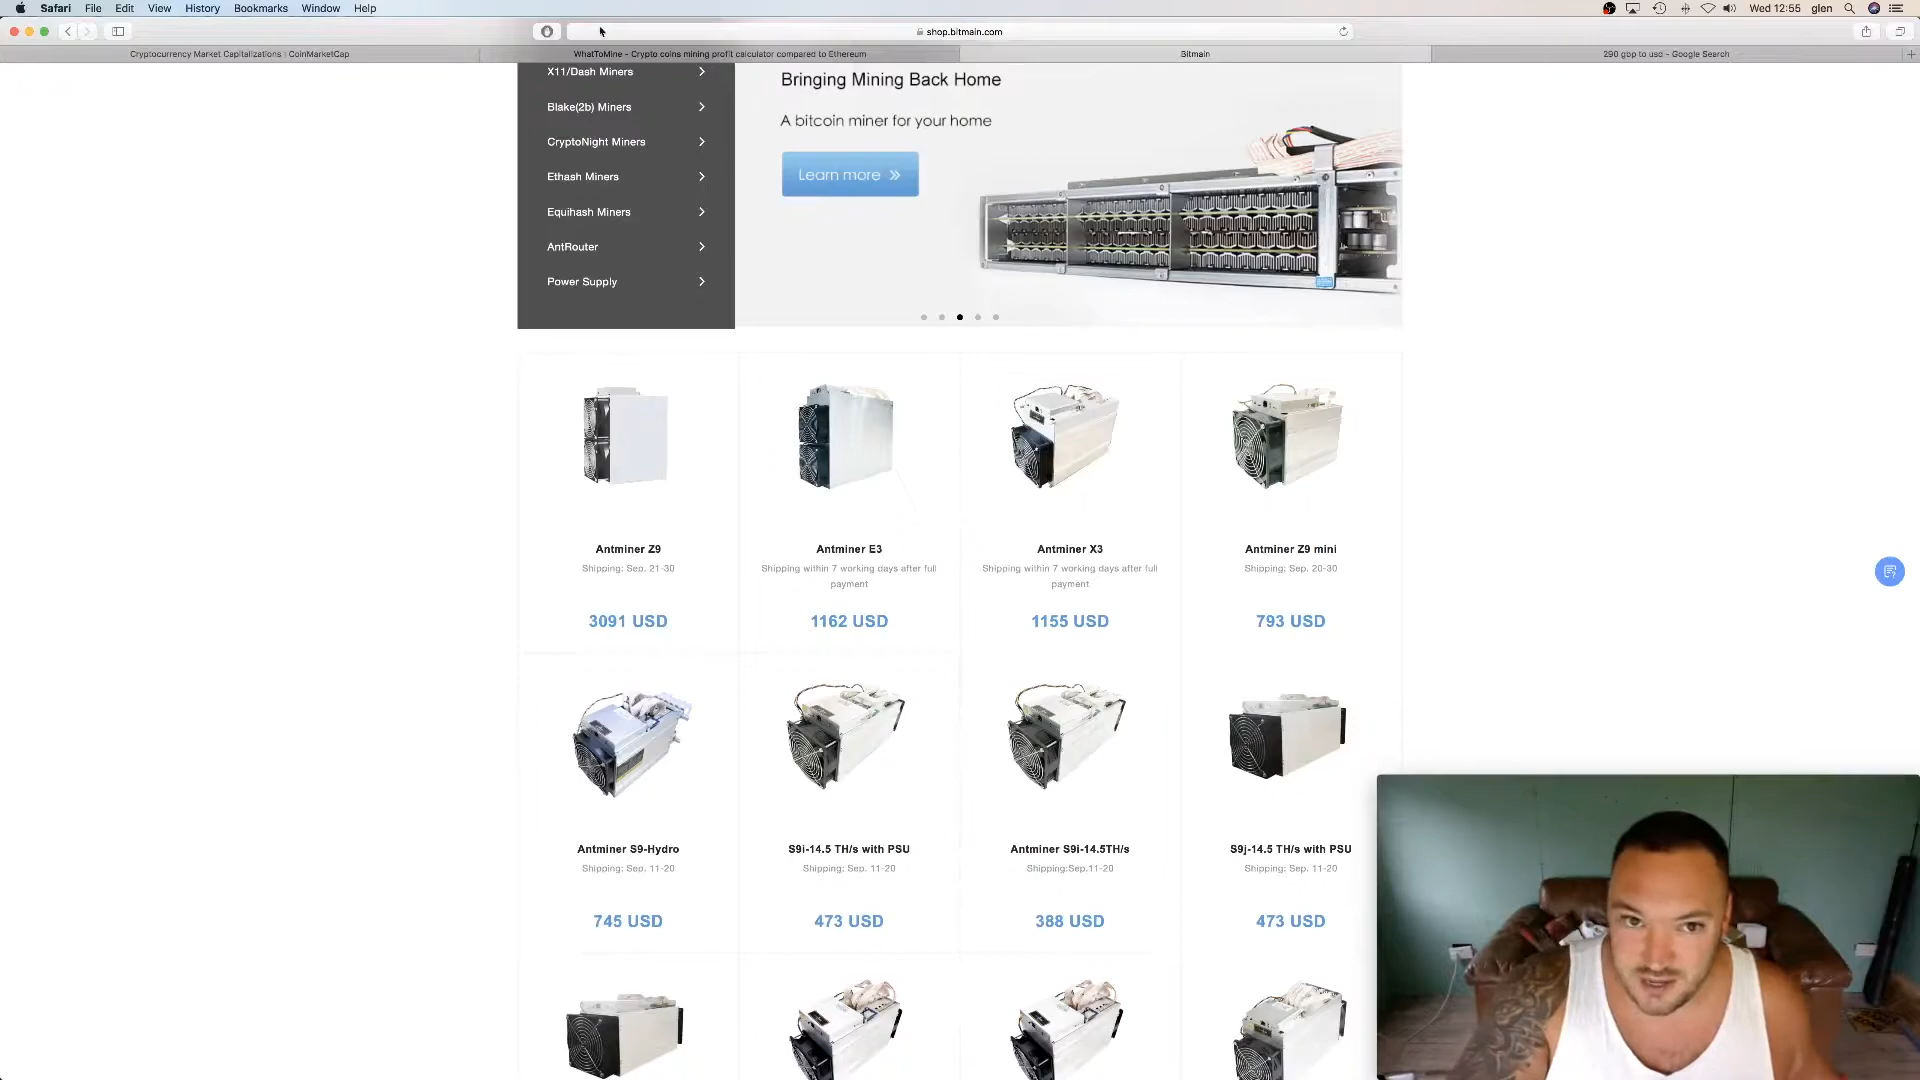 Safari File Edit View History Bookmarks Window Help
Wed 12:55 glen
shop.bitmain.com
Cryptocurrency Market Capitalizations | CoinMarketCap
WhatToMine - Crypto coins mining profit calculator compared to Ethereum
Bitmain
290 gbp to usd - Google Search
X11/Dash Miners
Blake(2b) Miners
CryptoNight Miners
Ethash Miners
Equihash Miners
AntRouter
Power Supply
Bringing Mining Back Home
A bitcoin miner for your home
Learn more »
Antminer Z9
Shipping: Sep. 21-30
3091 USD
Antminer E3
Shipping within 7 working days after full
payment
1162 USD
Antminer X3
Shipping within 7 working days after full
payment
1155 USD
Antminer Z9 mini
Shipping: Sep. 20-30
793 USD
Antminer S9-Hydro
Shipping: Sep. 11-20
745 USD
S9i-14.5 TH/s with PSU
Shipping: Sep. 11-20
473 USD
Antminer S9i-14.5TH/s
Shipping:Sep.11-20
388 USD
S9j-14.5 TH/s with PSU
Shipping: Sep. 11-20
473 USD